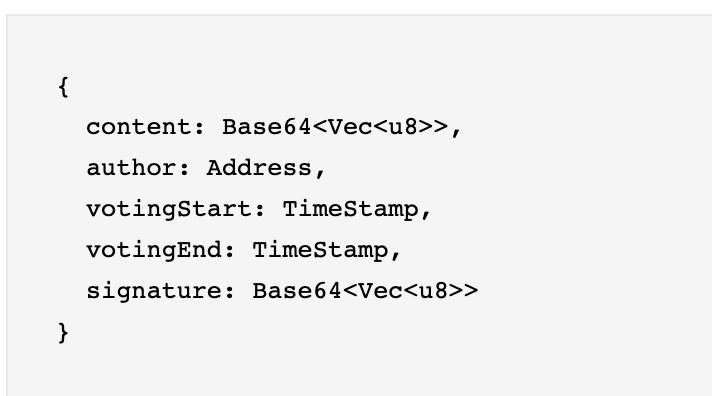 {
content: Base64<Vec<u8>>,
author: Address,
votingStart: TimeStamp,
votingEnd: TimeStamp,
signature: Base64<Vec<u8>>
}